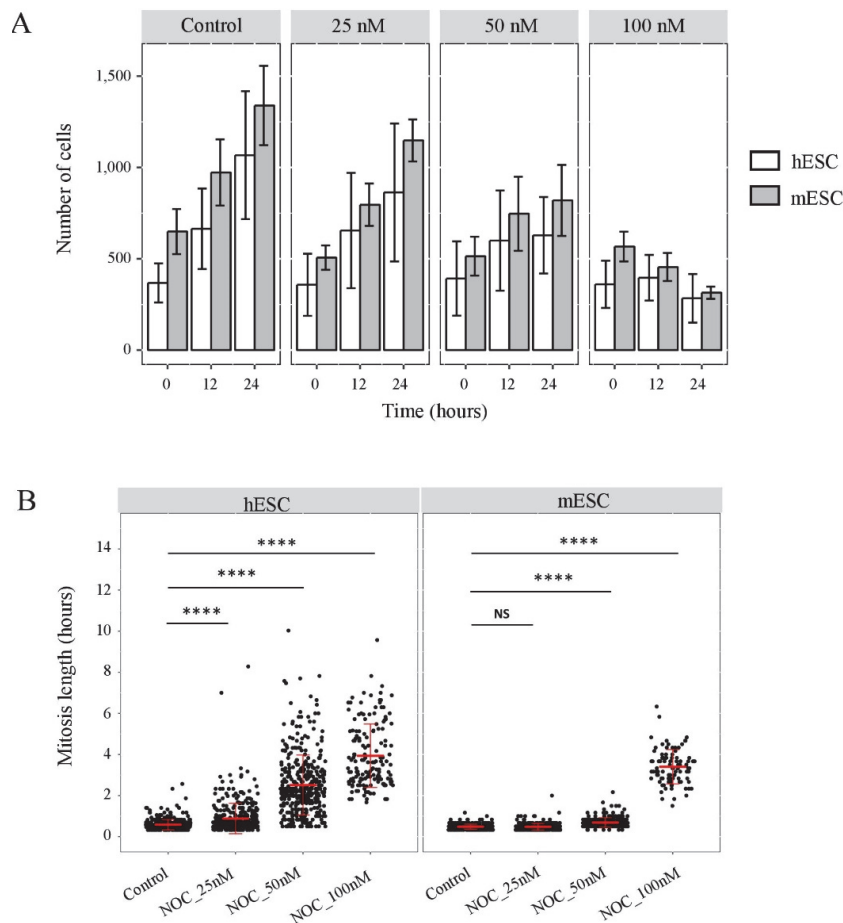 A
Control 25 nM 50 nM 100 nM
Number of cells
1,500
1,000
500
0
0 12 24 0 12 24 0 12 24 0 12 24
Time (hours)
hESC
mESC
B
hESC mESC
Mitosis length (hours)
14
12
10
8
6
4
2
0
**** ****
**** ****
**** NS
Control NOC_25nM NOC_50nM NOC_100nM Control NOC_25nM NOC_50nM NOC_100nM